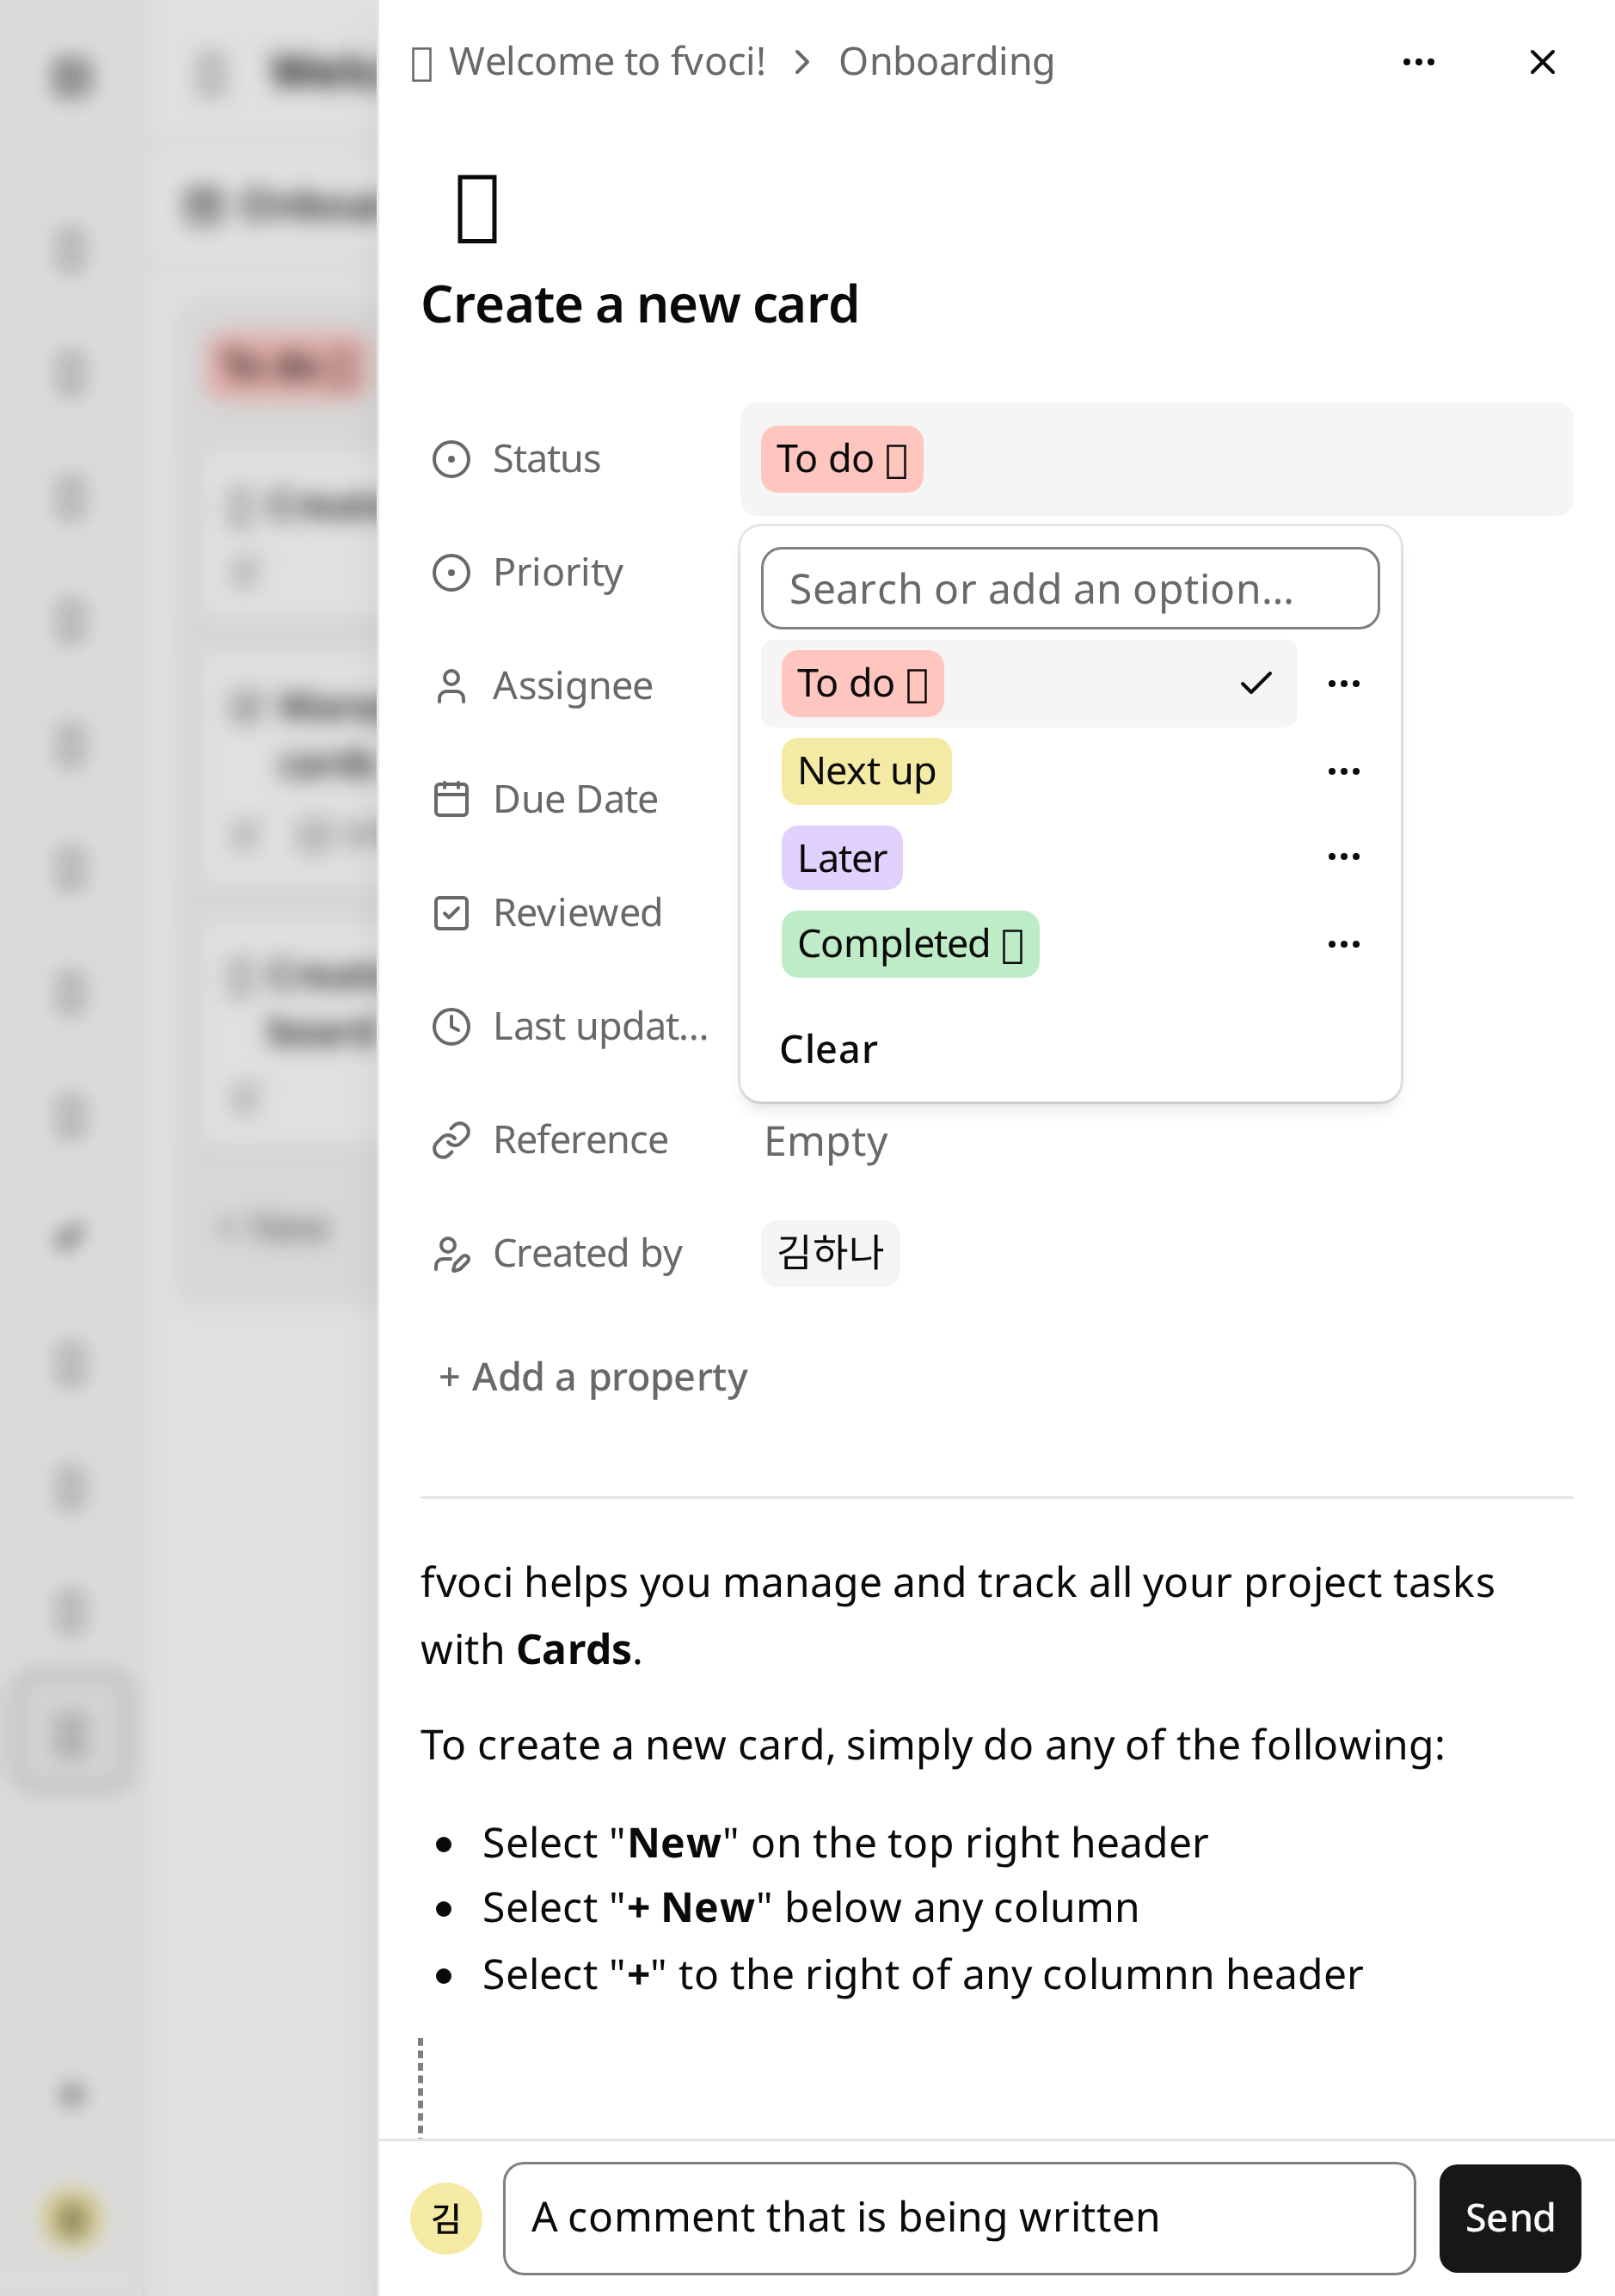 Welcome to fvoci! > Onboarding
Create a new card
Status To do
Priority
Search or add an option...
To do
Assignee
Next up
Due Date
Later
Reviewed
Completed
Last updat...
Clear
Reference Empty
Created by 김하나
+ Add a property
fvoci helps you manage and track all your project tasks
with Cards.
To create a new card, simply do any of the following:
• Select "New" on the top right header
• Select "+ New" below any column
• Select "+" to the right of any columnn header
김 A comment that is being written Send
To do
+ New